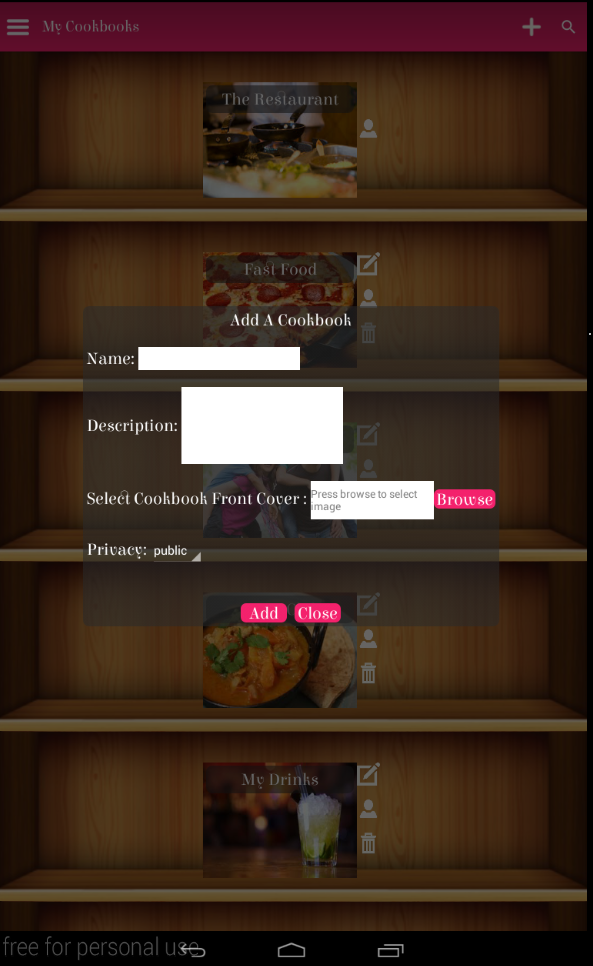 My Cookbooks
The Restaurant
Fast Food
Add A Cookbook
Name:
Description:
Select Cookbook Front Cover :
Press browse to select
image
Browse
Privacy:
public
Add
Close
My Drinks
free for personal use